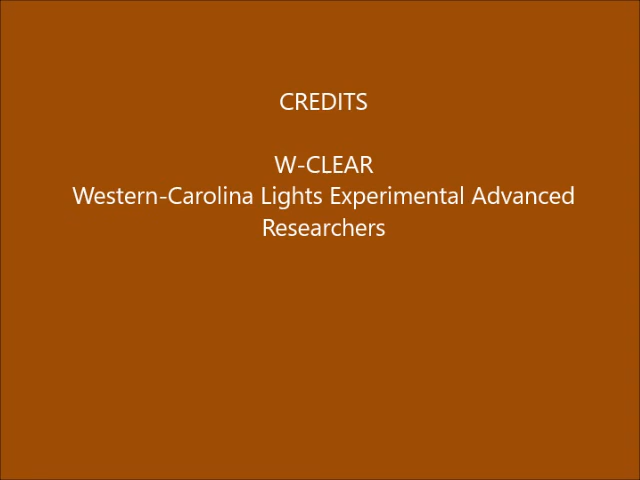 CREDITS
W-CLEAR
Western-Carolina Lights Experimental Advanced
Researchers